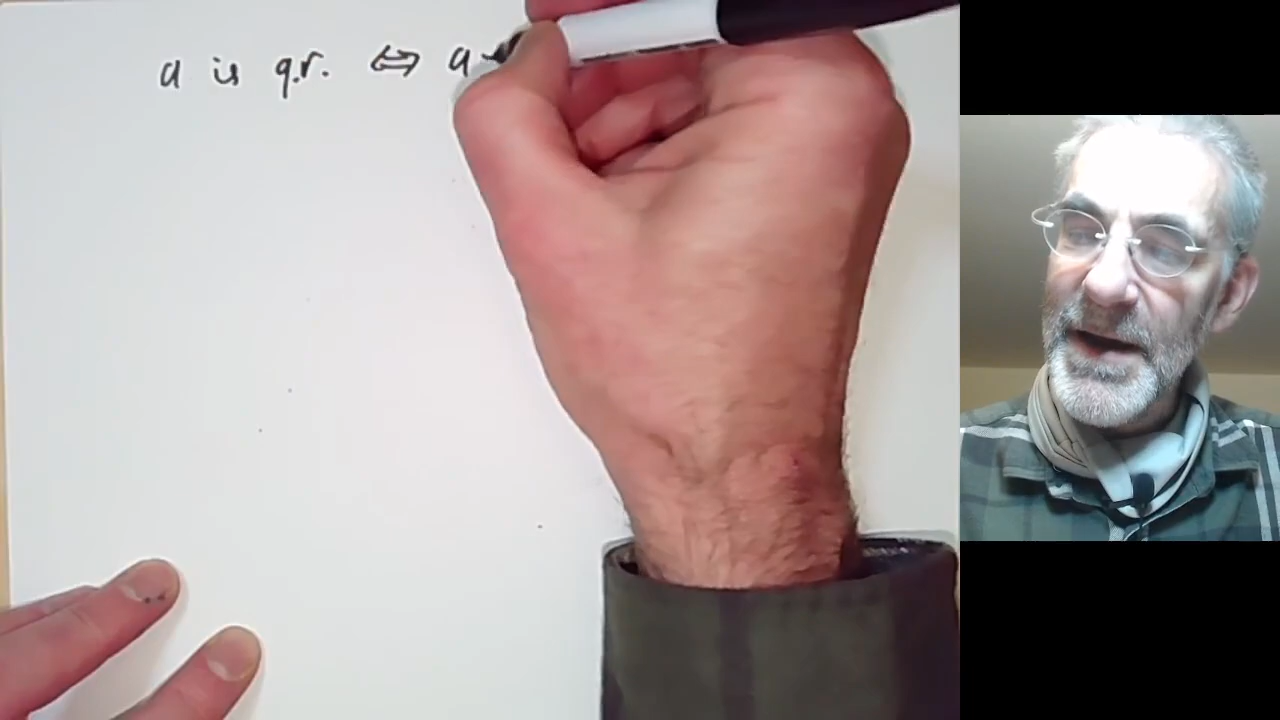 a is q.r. ⇔ a